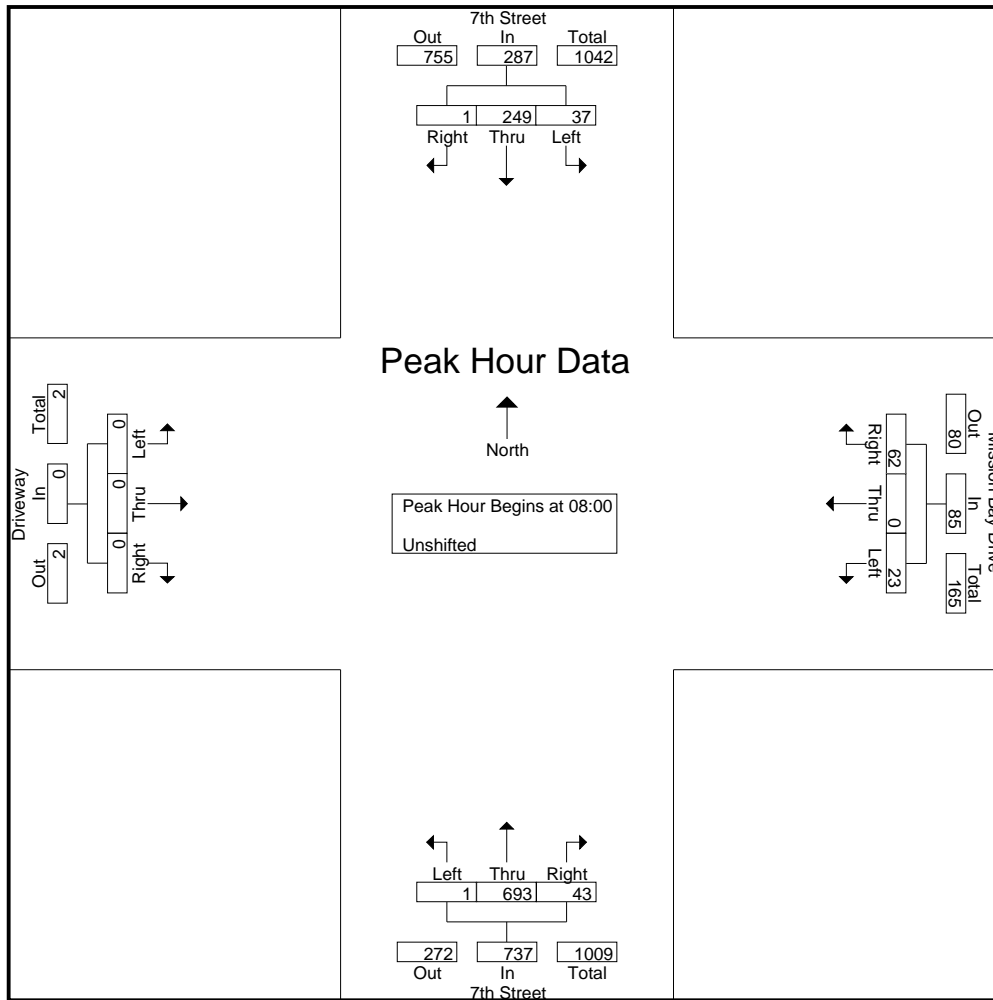 7th Street
Out In Total
755 287 1042
1 249 37
Right Thru Left
Peak Hour Data
North
Peak Hour Begins at 08:00
Unshifted
Driveway
Out In Total
2 0 2
0 0 0
Right Thru Left
Mission Bay Drive
Out In Total
80 85 165
Right Thru Left
62 0 23
Left Thru Right
1 693 43
272 737 1009
Out In Total
7th Street